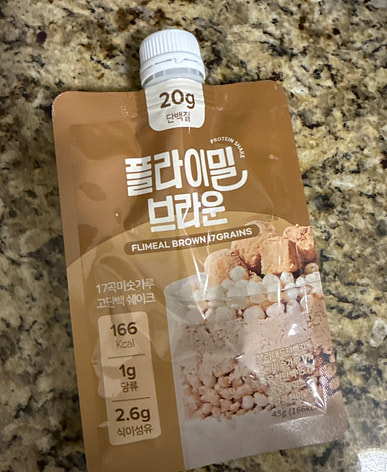 20g
단백질
PROTEIN SHAKE
플라이밀
브라운
FLIMEAL BROWN 17GRAINS
17곡미숫가루
고단백 쉐이크
166
Kcal
1g
당류
2.6g
식이섬유